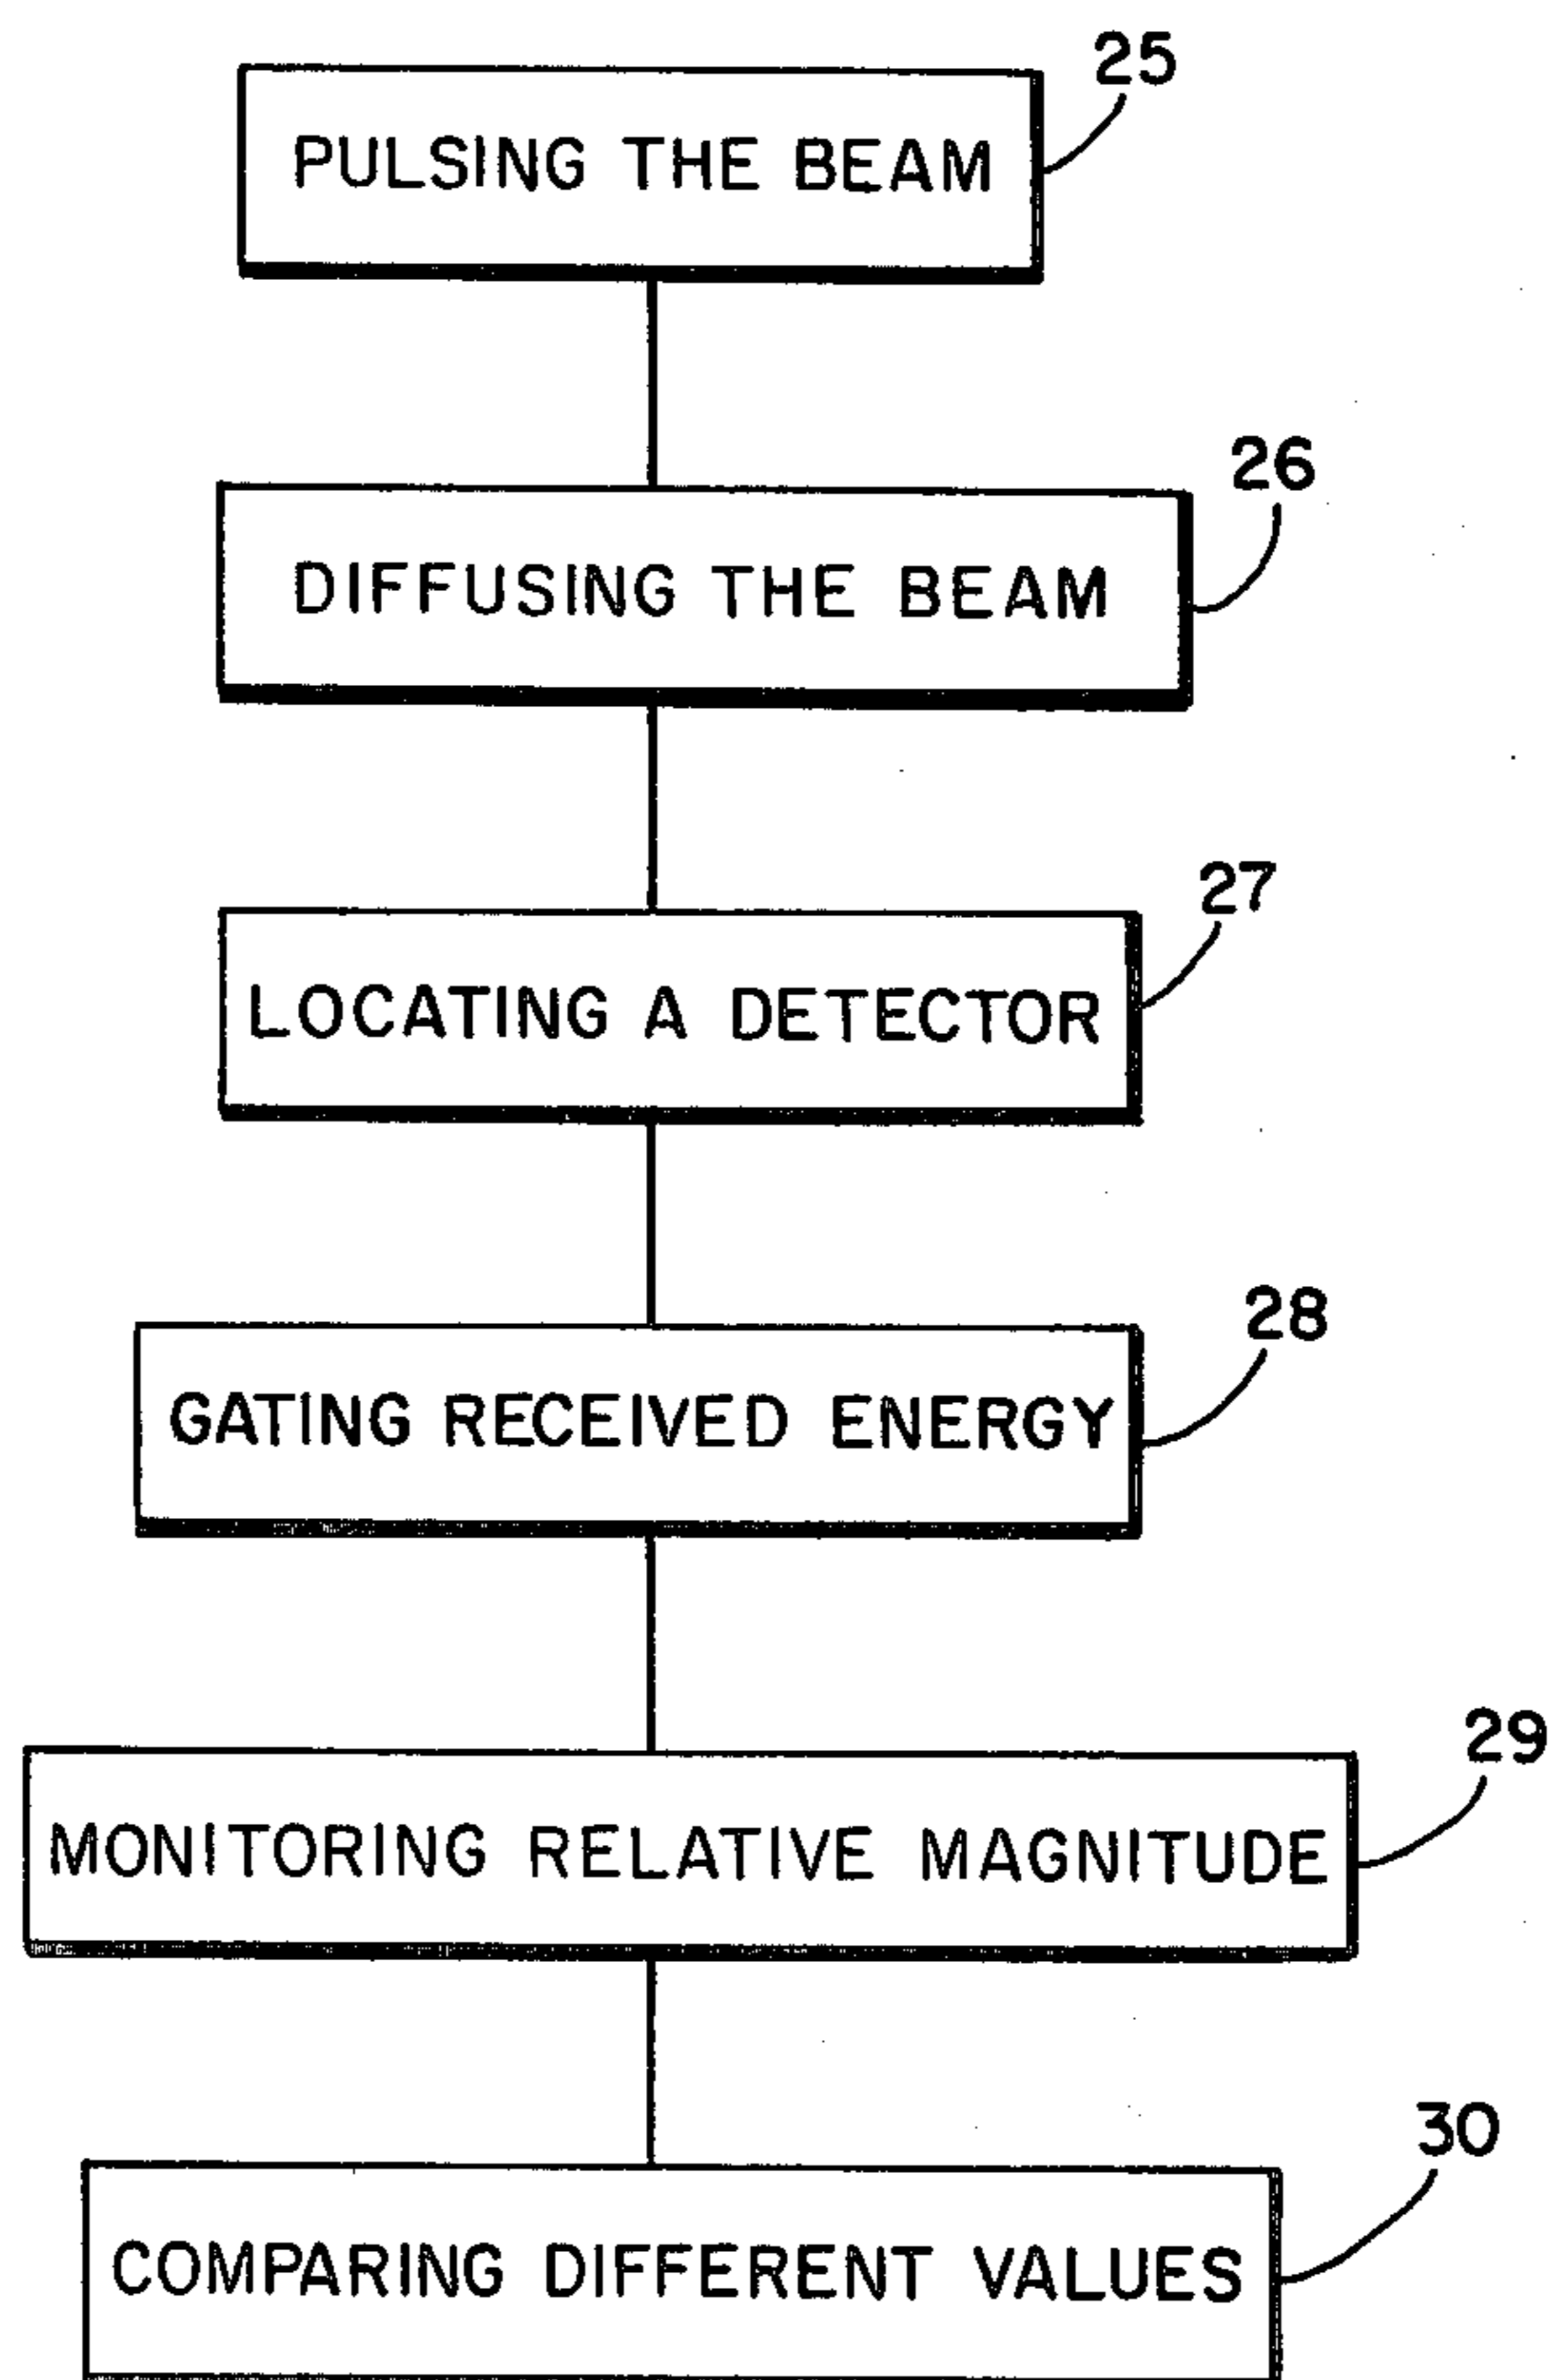 25
PULSING THE BEAM
26
DIFFUSING THE BEAM
27
LOCATING A DETECTOR
28
GATING RECEIVED ENERGY
29
MONITORING RELATIVE MAGNITUDE
30
COMPARING DIFFERENT VALUES